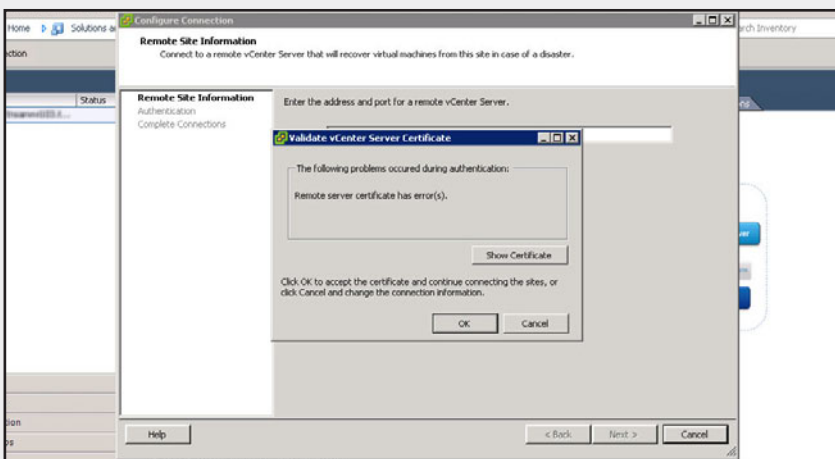 Configure Connection
Home
Solutions a
rch Inventory
Remote Site Information
Connect to a remote vCenter Server that will recover virtual machines from this site in case of a disaster.
ction
Status
Remote Site Information
Authentication
Complete Connections
Enter the address and port for a remote vCenter Server.
Validate vCenter Server Certificate
The following problems occured during authentication:
Remote server certificate has error(s).
Show Certificate
Click OK to accept the certificate and continue connecting the sites, or
click Cancel and change the connection information.
OK
Cancel
tion
Help
< Back
Next >
Cancel